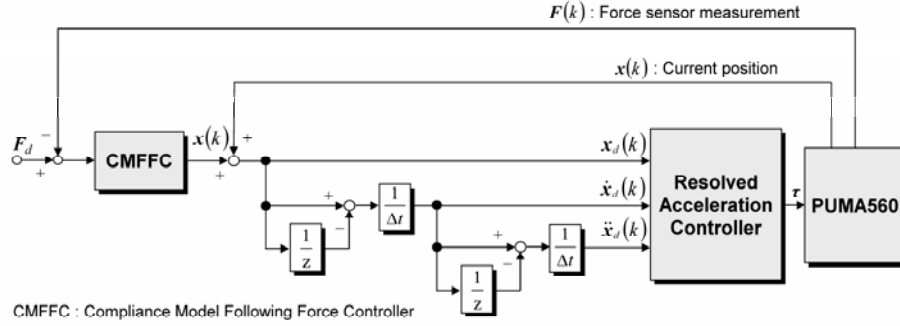 F(k) : Force sensor measurement
x(k) : Current position
F_d − + CMFFC x(k) + +
x_d(k)
ẋ_d(k)
ẍ_d(k)
+ − 1/z 1/Δt
+ − 1/z 1/Δt
Resolved
Acceleration
Controller
τ
PUMA560
CMFFC : Compliance Model Following Force Controller